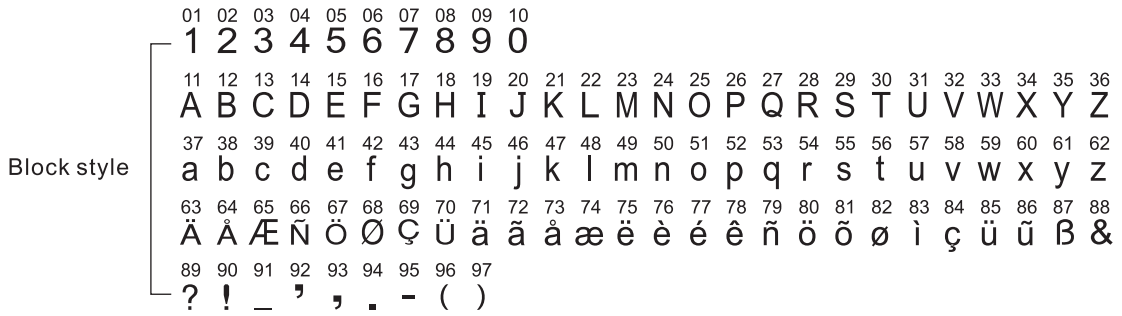 01 02 03 04 05 06 07 08 09 10
1 2 3 4 5 6 7 8 9 0
11 12 13 14 15 16 17 18 19 20 21 22 23 24 25 26 27 28 29 30 31 32 33 34 35 36
A B C D E F G H I J K L M N O P Q R S T U V W X Y Z
37 38 39 40 41 42 43 44 45 46 47 48 49 50 51 52 53 54 55 56 57 58 59 60 61 62
Block style
a b c d e f g h i j k l m n o p q r s t u v w x y z
63 64 65 66 67 68 69 70 71 72 73 74 75 76 77 78 79 80 81 82 83 84 85 86 87 88
Ä Å Æ Ñ Ö Ø Ç Ü ä ã å æ ë è é ê ñ ö õ ø ì ç ü ũ ß &
89 90 91 92 93 94 95 96 97
? ! _ ’ , . - ( )